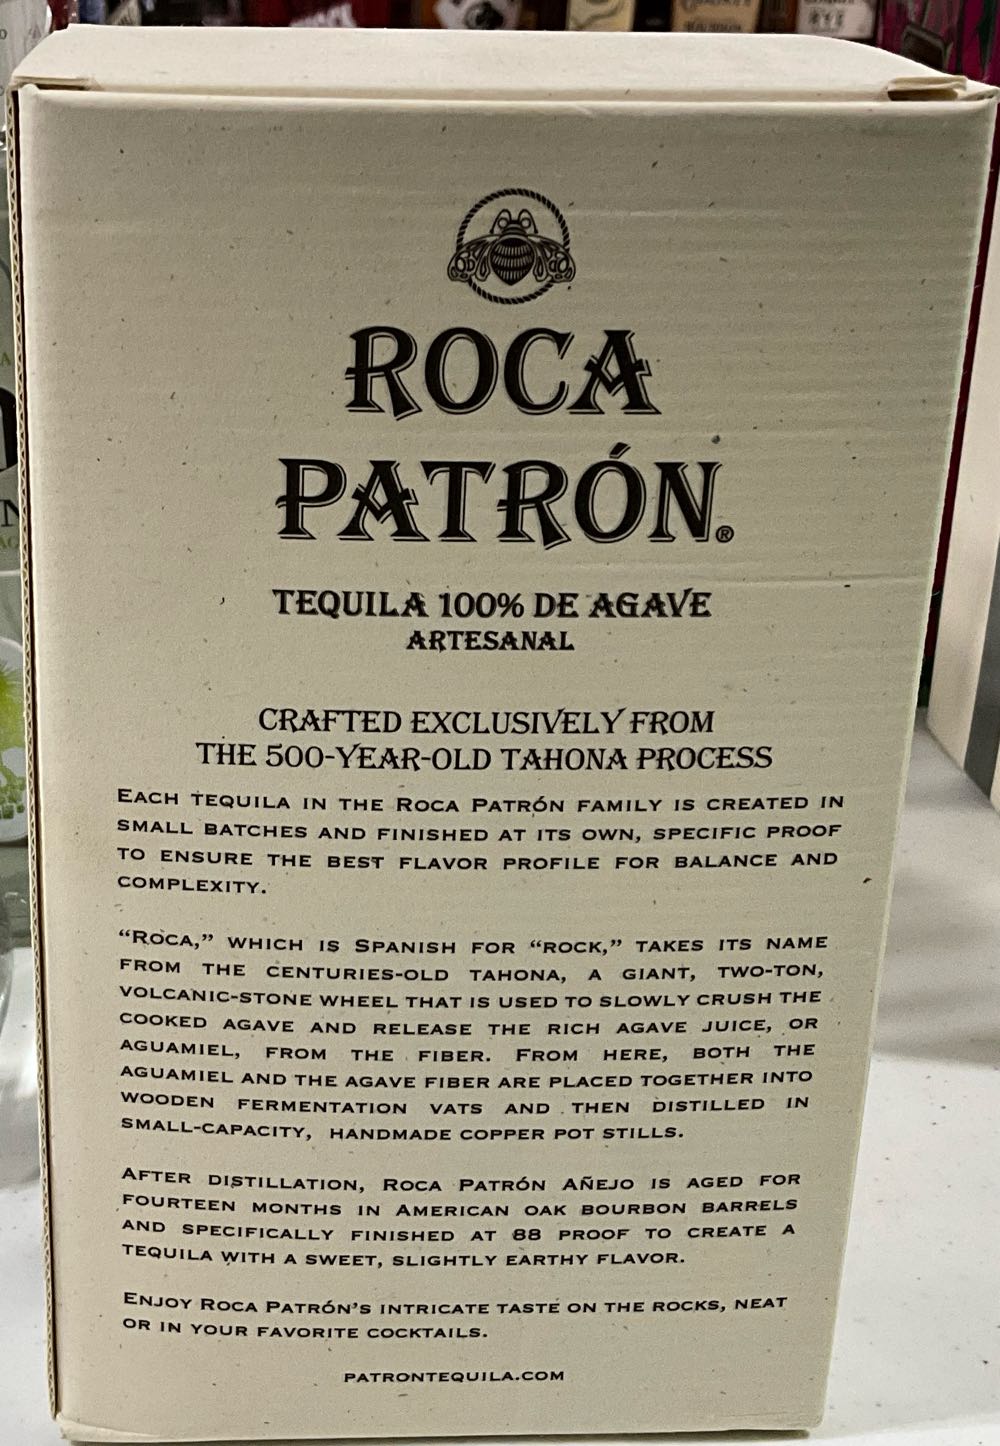 ROCA
PATRÓN®
TEQUILA 100% DE AGAVE
ARTESANAL
CRAFTED EXCLUSIVELY FROM
THE 500-YEAR-OLD TAHONA PROCESS
EACH TEQUILA IN THE ROCA PATRÓN FAMILY IS CREATED IN
SMALL BATCHES AND FINISHED AT ITS OWN, SPECIFIC PROOF
TO ENSURE THE BEST FLAVOR PROFILE FOR BALANCE AND
COMPLEXITY.
“ROCA,” WHICH IS SPANISH FOR “ROCK,” TAKES ITS NAME
FROM THE CENTURIES-OLD TAHONA, A GIANT, TWO-TON,
VOLCANIC-STONE WHEEL THAT IS USED TO SLOWLY CRUSH THE
COOKED AGAVE AND RELEASE THE RICH AGAVE JUICE, OR
AGUAMIEL, FROM THE FIBER. FROM HERE, BOTH THE
AGUAMIEL AND THE AGAVE FIBER ARE PLACED TOGETHER INTO
WOODEN FERMENTATION VATS AND THEN DISTILLED IN
SMALL-CAPACITY, HANDMADE COPPER POT STILLS.
AFTER DISTILLATION, ROCA PATRÓN AÑEJO IS AGED FOR
FOURTEEN MONTHS IN AMERICAN OAK BOURBON BARRELS
AND SPECIFICALLY FINISHED AT 88 PROOF TO CREATE A
TEQUILA WITH A SWEET, SLIGHTLY EARTHY FLAVOR.
ENJOY ROCA PATRÓN’S INTRICATE TASTE ON THE ROCKS, NEAT
OR IN YOUR FAVORITE COCKTAILS.
PATRONTEQUILA.COM